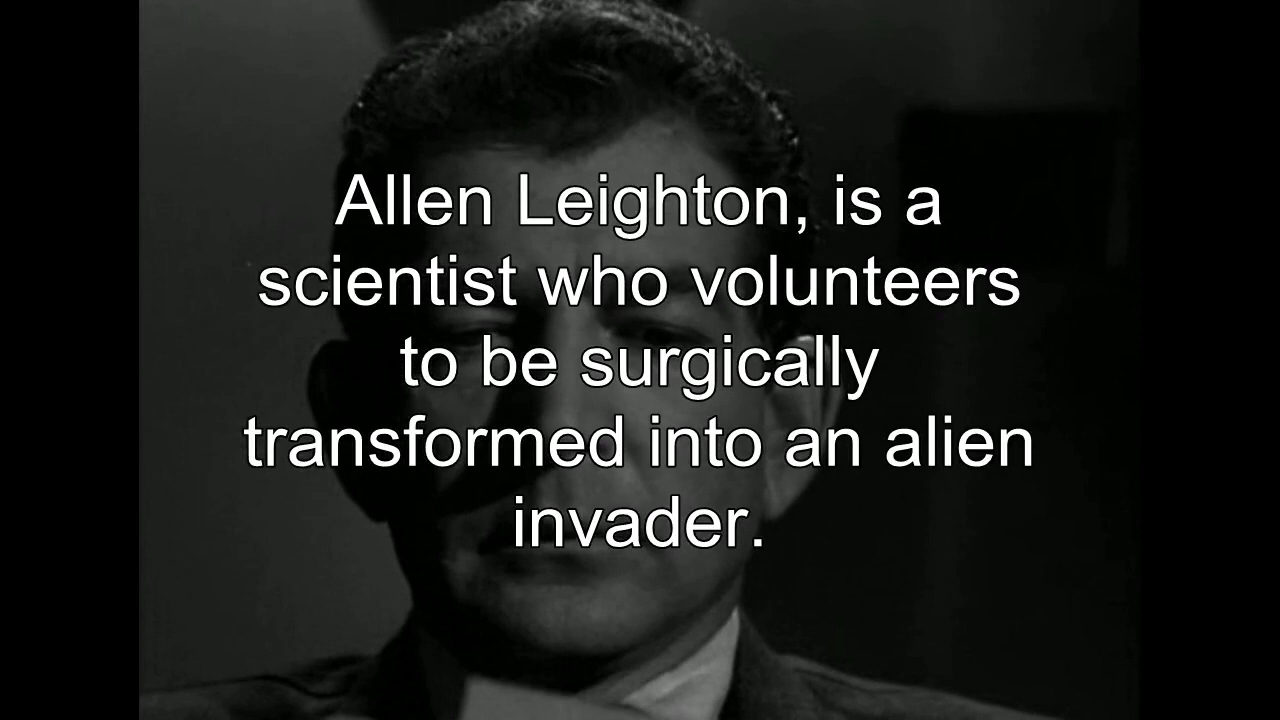 Allen Leighton, is a
scientist who volunteers
to be surgically
transformed into an alien
invader.